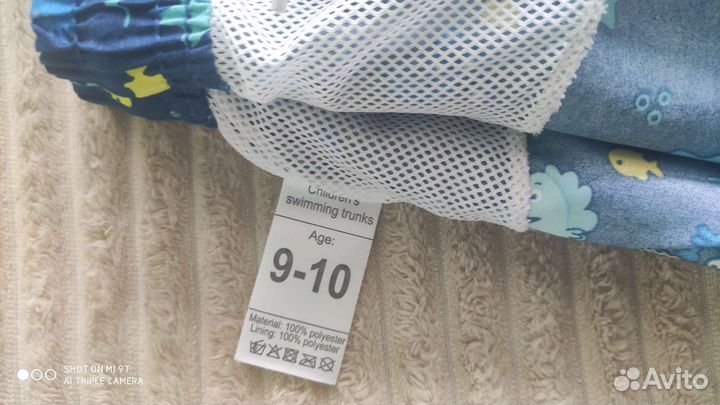 Children's
swimming trunks
Age:
9-10
Material: 100% polyester
Lining: 100% polyester
SHOT ON MI 9T
AI TRIPLE CAMERA
Avito